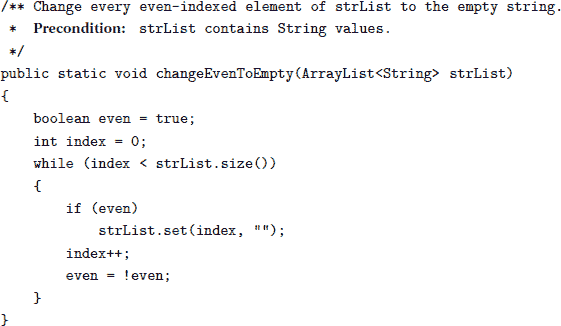 /** Change every even-indexed element of strList to the empty string.
 *  Precondition:  strList contains String values.
 */
public static void changeEvenToEmpty(ArrayList<String> strList)
{
    boolean even = true;
    int index = 0;
    while (index < strList.size())
    {
        if (even)
            strList.set(index, "");
        index++;
        even = !even;
    }
}